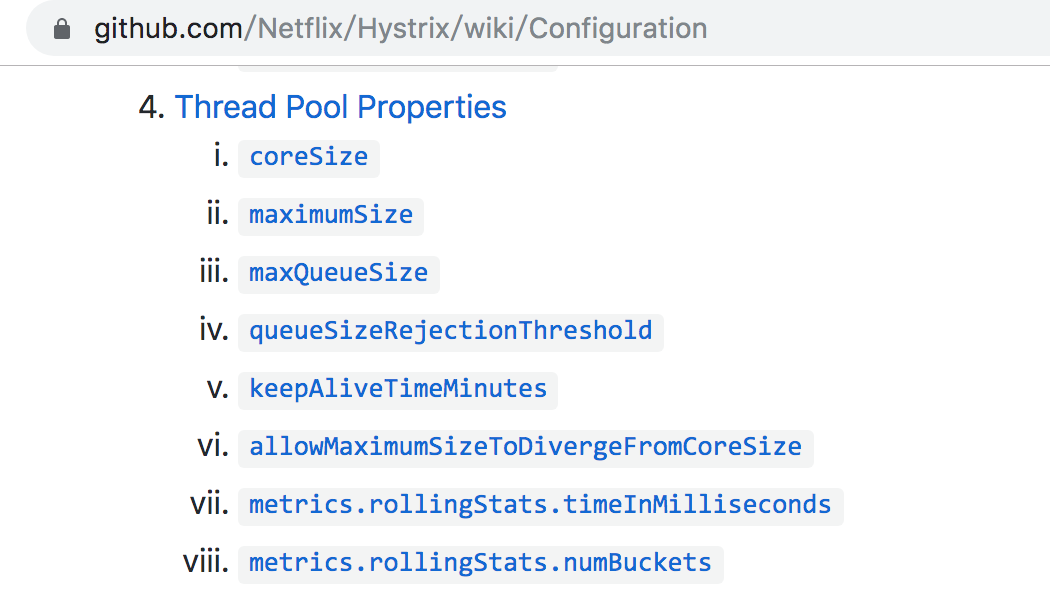 github.com/Netflix/Hystrix/wiki/Configuration
4. Thread Pool Properties
i. coreSize
ii. maximumSize
iii. maxQueueSize
iv. queueSizeRejectionThreshold
v. keepAliveTimeMinutes
vi. allowMaximumSizeToDivergeFromCoreSize
vii. metrics.rollingStats.timeInMilliseconds
viii. metrics.rollingStats.numBuckets